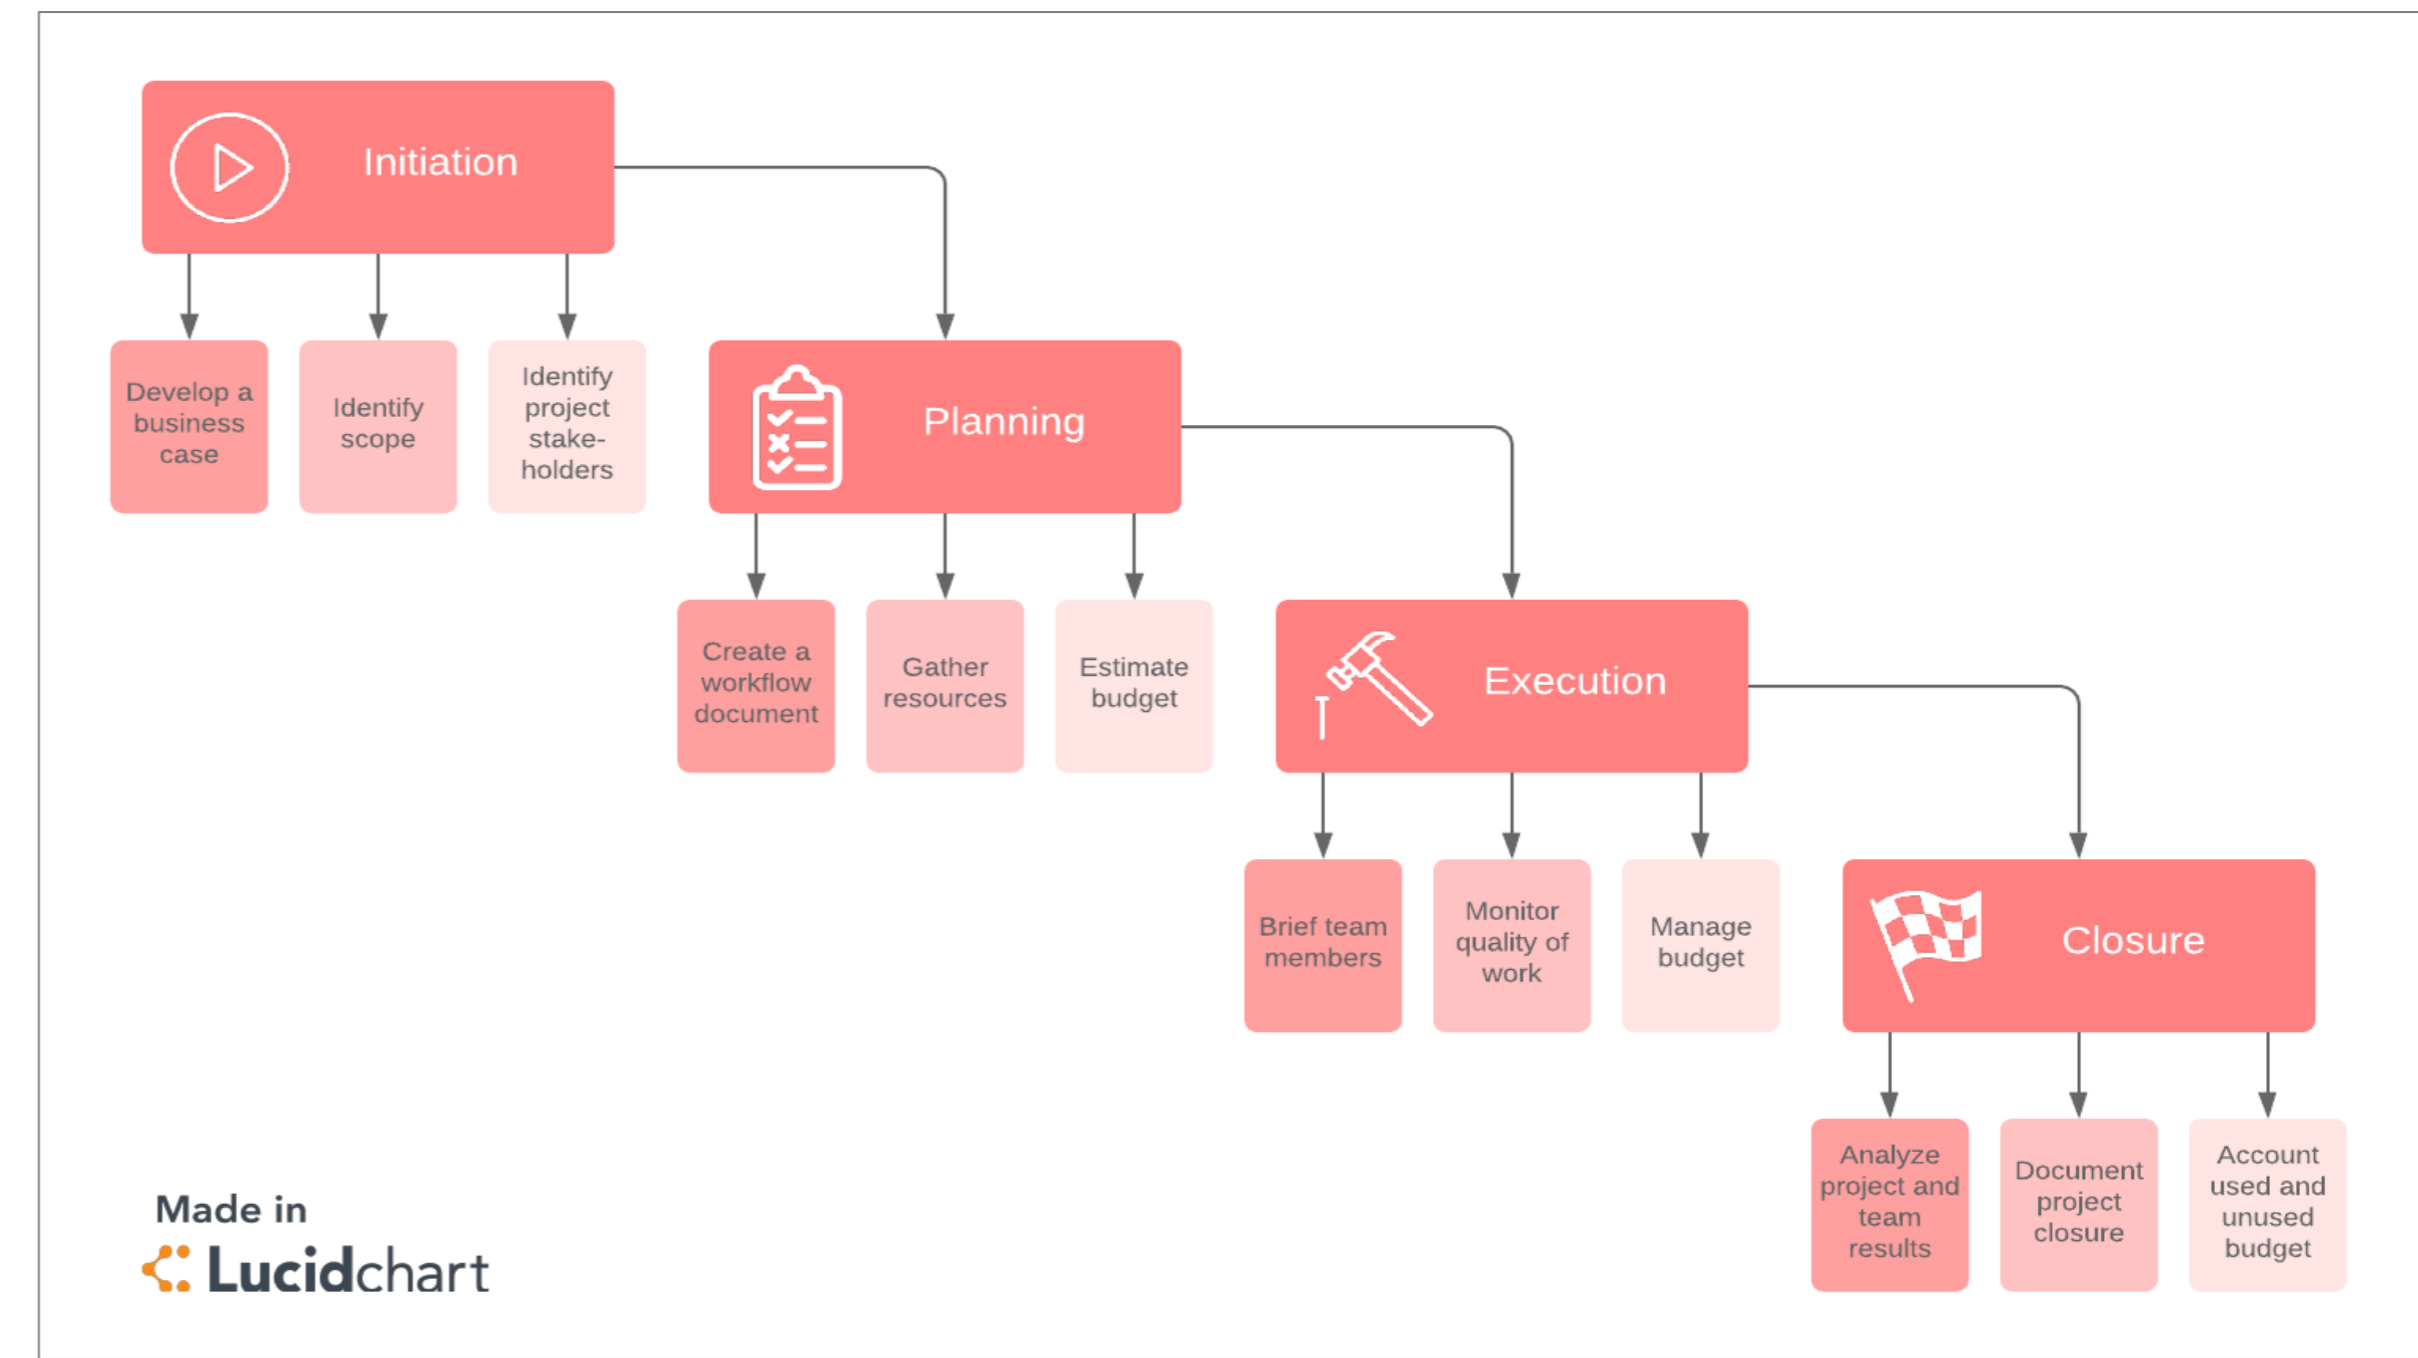 Initiation
Develop a
business
case
Identify
scope
Identify
project
stake-
holders
Planning
Create a
workflow
document
Gather
resources
Estimate
budget
Execution
Brief team
members
Monitor
quality of
work
Manage
budget
Closure
Analyze
project and
team
results
Document
project
closure
Account
used and
unused
budget
Made in
Lucidchart